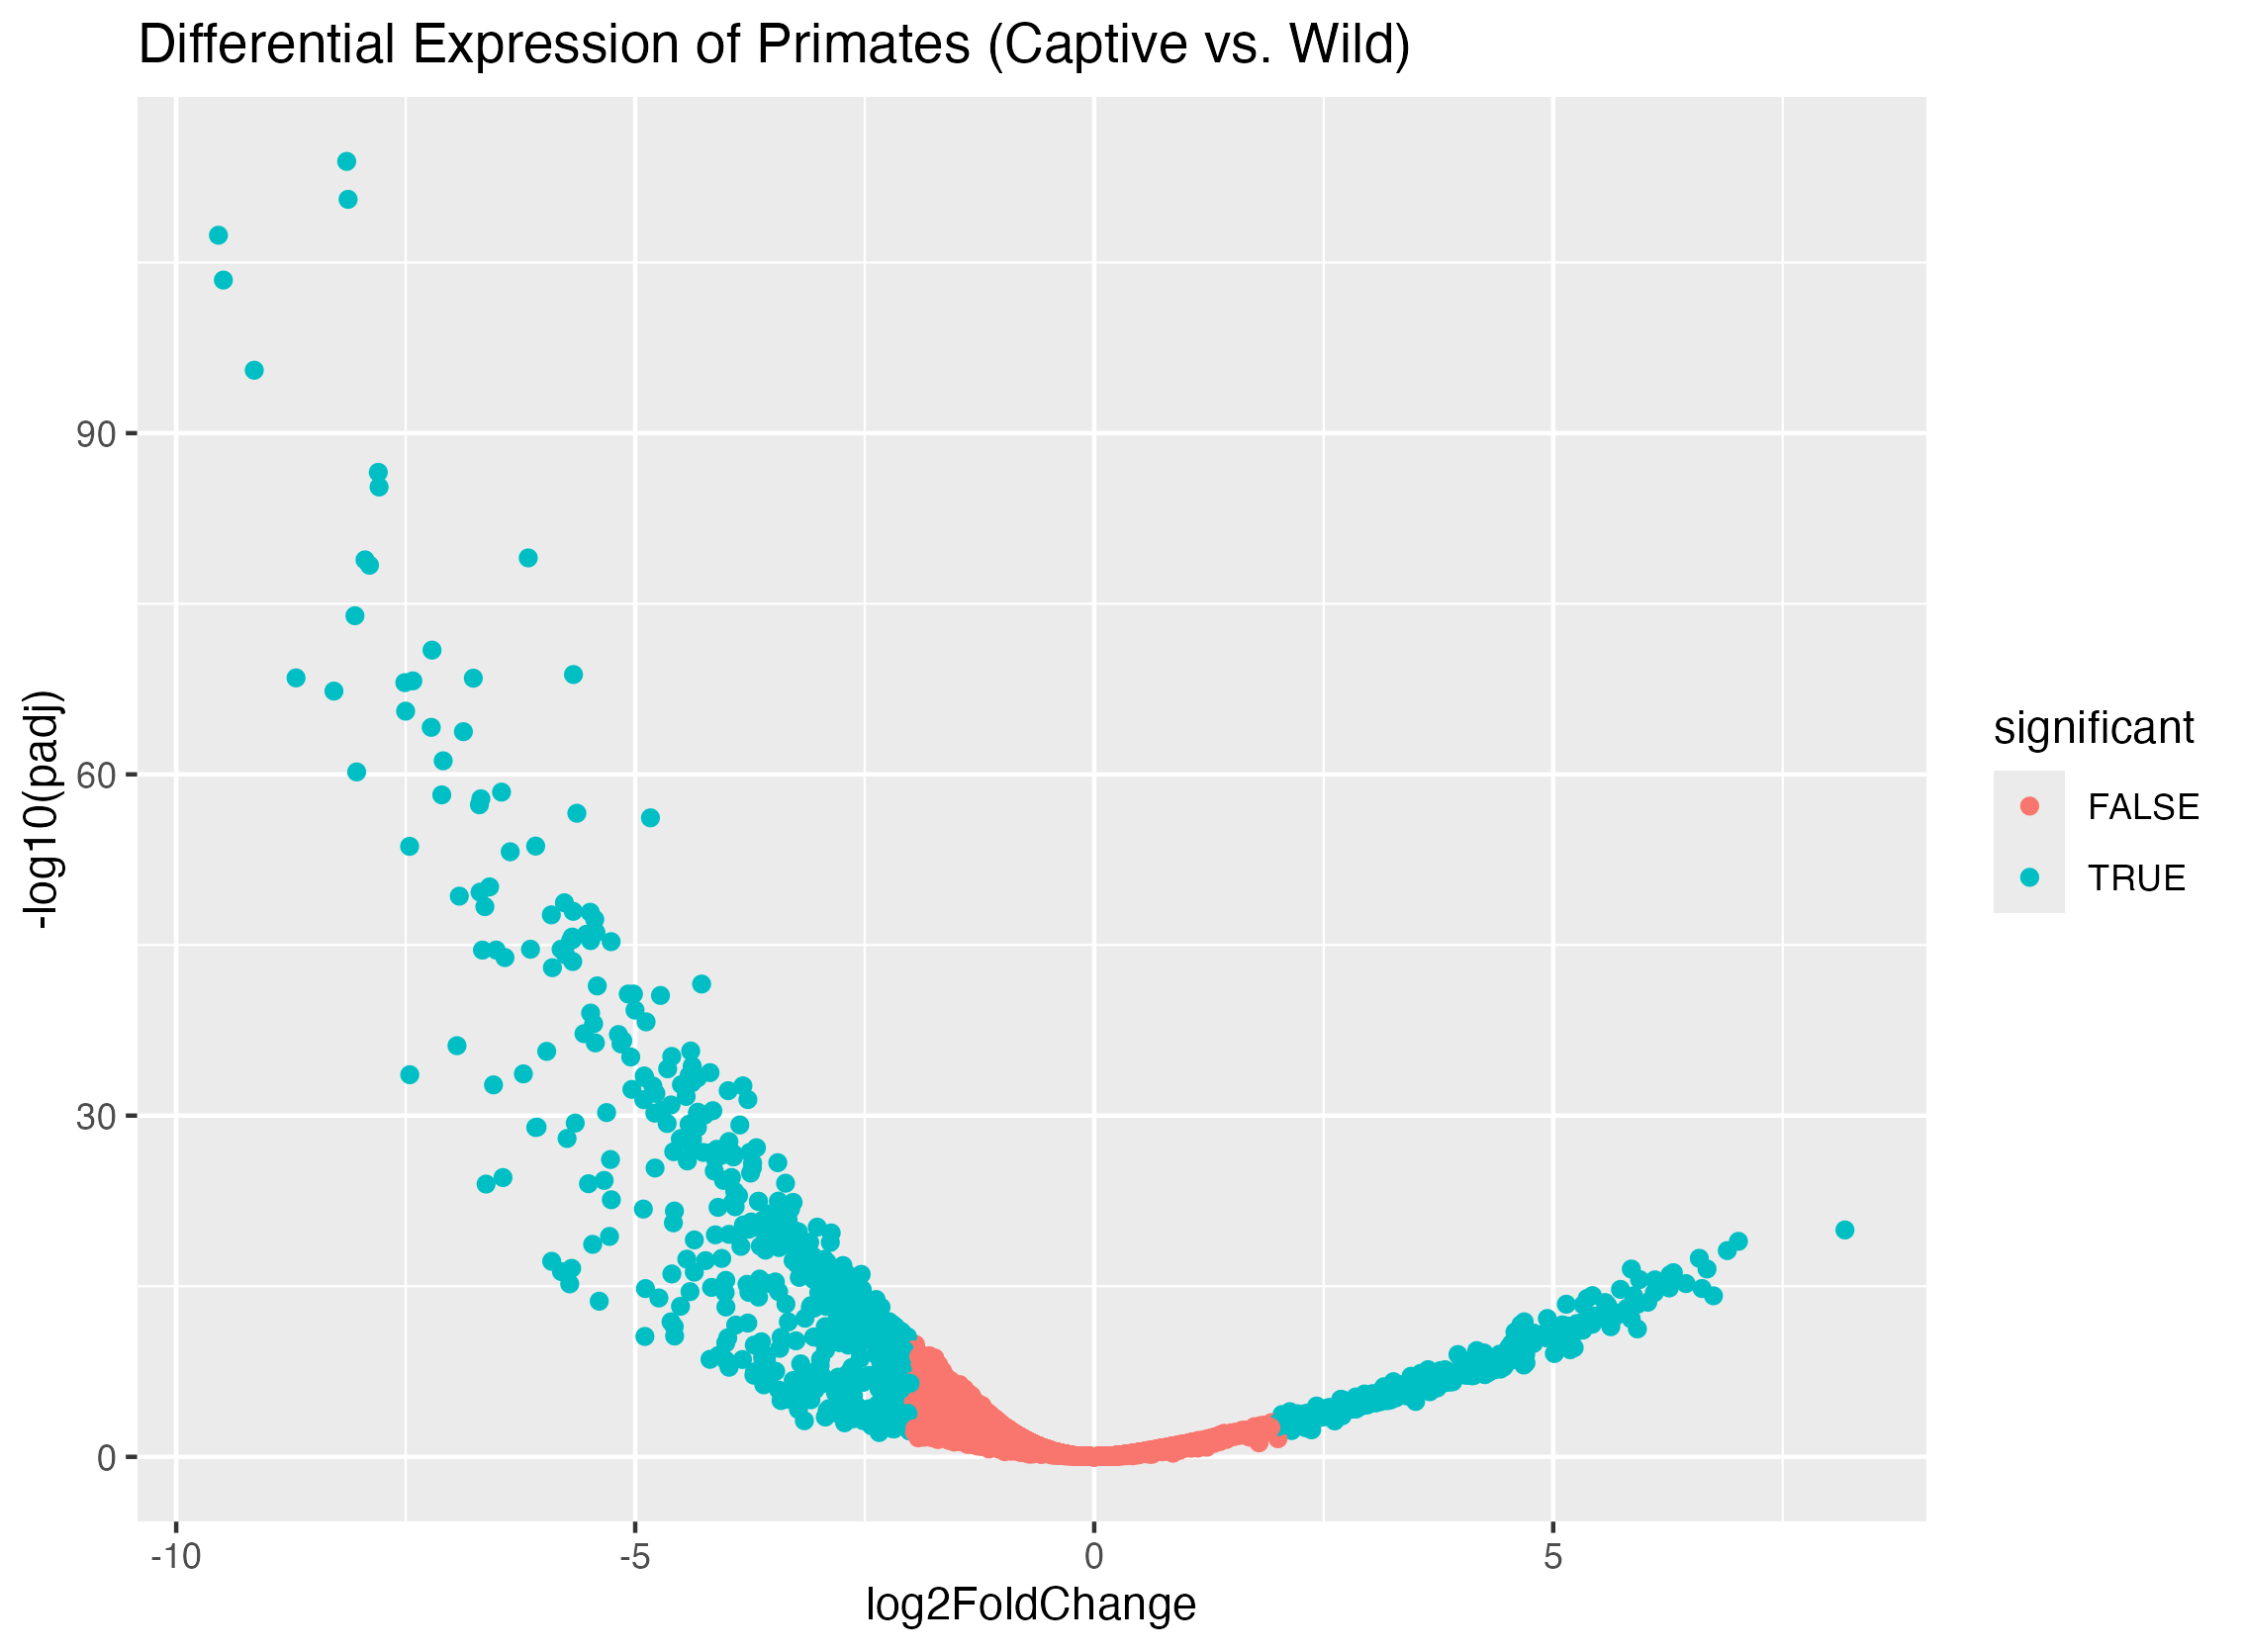 Differential Expression of Primates (Captive vs. Wild)
-log10(padj)
90
60
30
0
-10
-5
0
5
log2FoldChange
significant
FALSE
TRUE